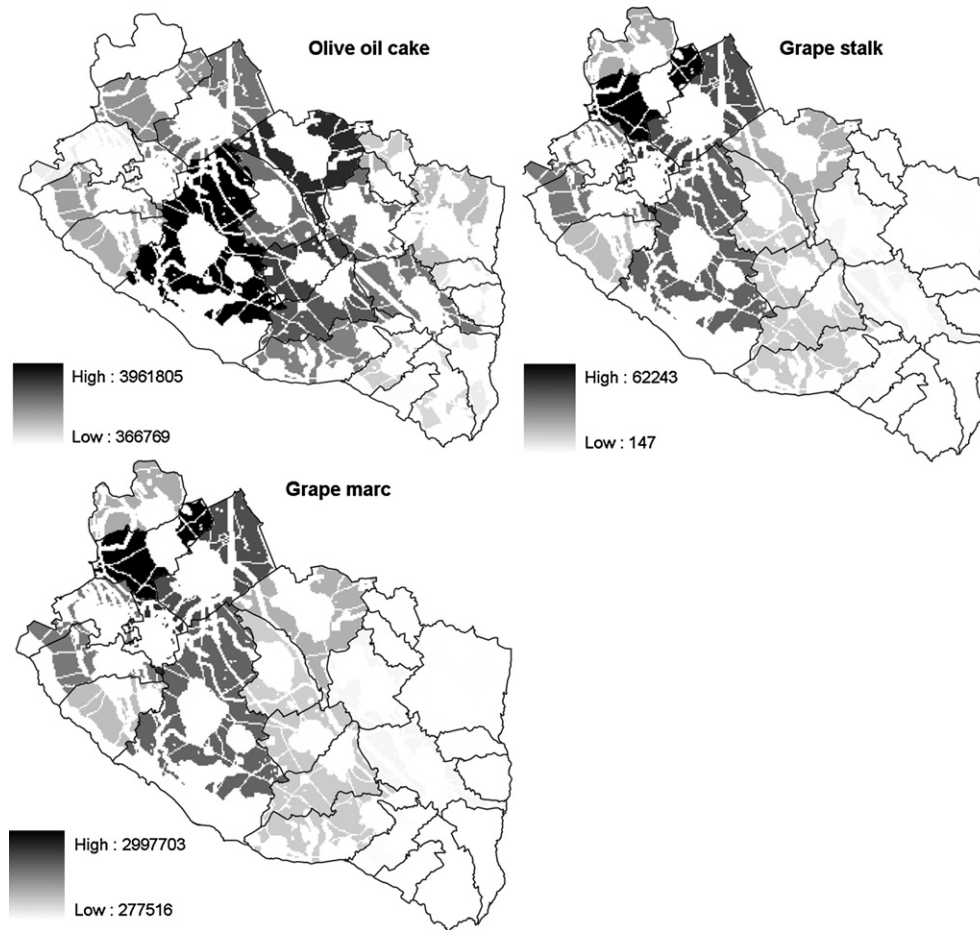 Olive oil cake
High : 3961805
Low : 366769
Grape stalk
High : 62243
Low : 147
Grape marc
High : 2997703
Low : 277516